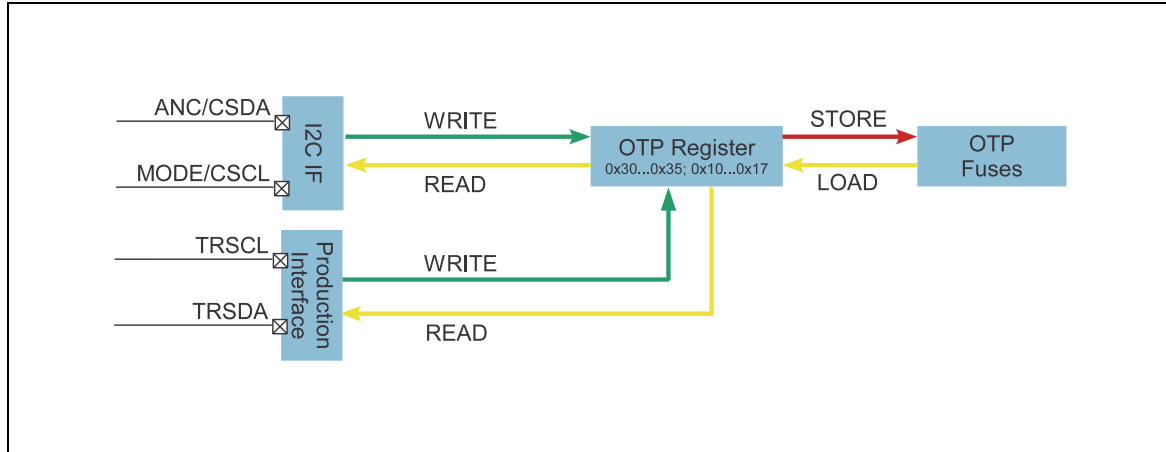 ANC/CSDA
MODE/CSCL
I2C IF
WRITE
READ
OTP Register
0x30...0x35; 0x10...0x17
STORE
LOAD
OTP
Fuses
TRSCL
TRSDA
Production
Interface
WRITE
READ